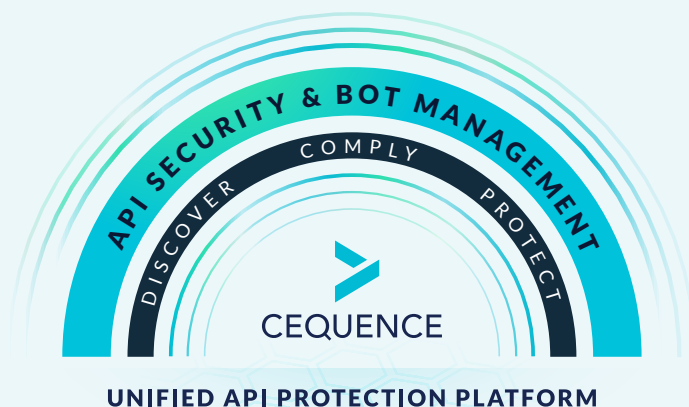 API SECURITY & BOT MANAGEMENT
DISCOVER COMPLY PROTECT
CEQUENCE
UNIFIED API PROTECTION PLATFORM